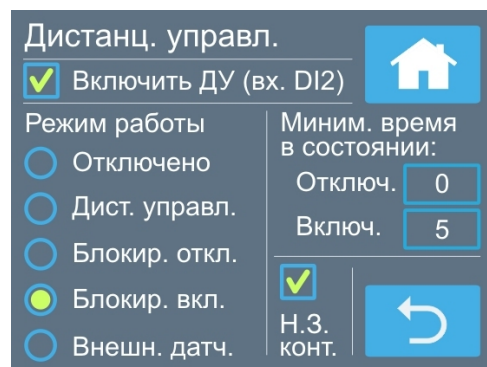 Дистанц. управл.
Включить ДУ (вх. DI2)
Режим работы
Отключено
Дист. управл.
Блокир. откл.
Блокир. вкл.
Внешн. датч.
Миним. время
в состоянии:
Отключ. 0
Включ. 5
Н.З.
конт.